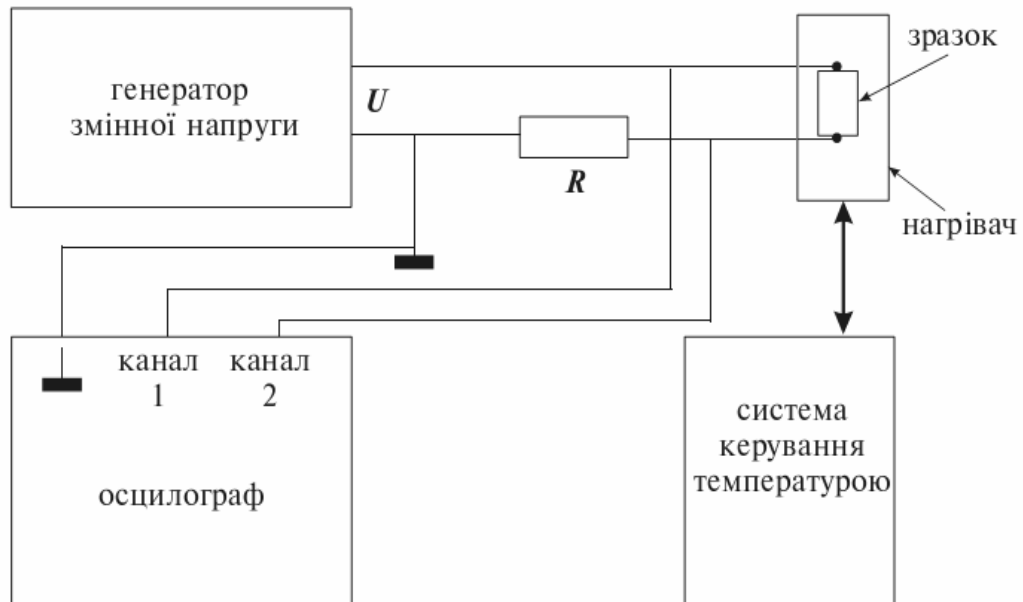 генератор
змінної напруги
U
R
зразок
нагрівач
канал
1
канал
2
осцилограф
система
керування
температурою